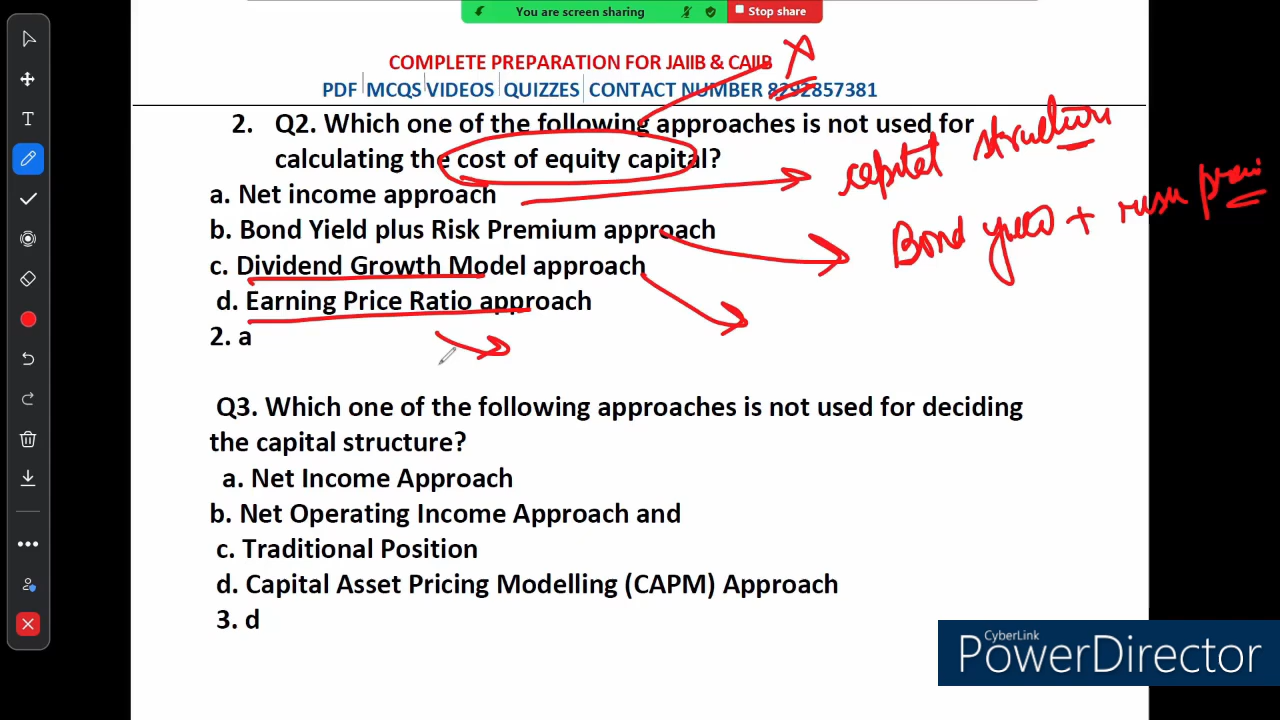 You are screen sharing
Stop share
COMPLETE PREPARATION FOR JAIIB & CAIIB
PDF MCQS VIDEOS QUIZZES CONTACT NUMBER 8292857381
2. Q2. Which one of the following approaches is not used for
calculating the cost of equity capital?
a. Net income approach
capital structure
b. Bond Yield plus Risk Premium approach
Bond yield +
c. Dividend Growth Model approach
d. Earning Price Ratio approach
2. a
Q3. Which one of the following approaches is not used for deciding
the capital structure?
a. Net Income Approach
b. Net Operating Income Approach and
c. Traditional Position
d. Capital Asset Pricing Modelling (CAPM) Approach
3. d
CyberLink
PowerDirector